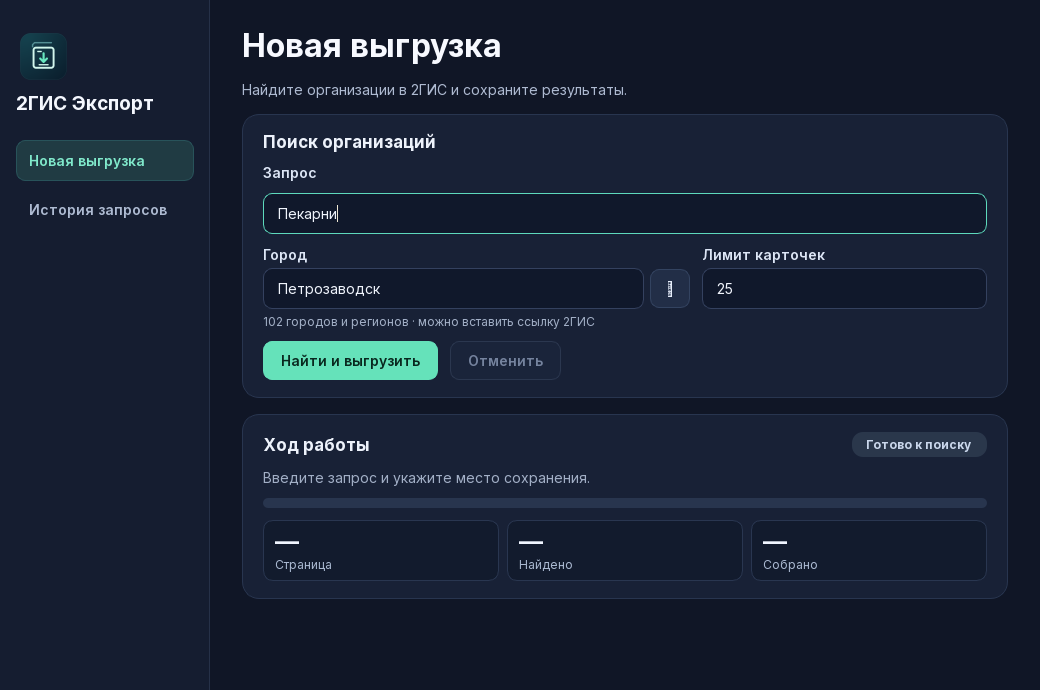 Новая выгрузка
Найдите организации в 2ГИС и сохраните результаты.
2ГИС Экспорт
Новая выгрузка
История запросов
Поиск организаций
Запрос
Пекарни
Город
Лимит карточек
Петрозаводск
25
102 городов и регионов · можно вставить ссылку 2ГИС
Найти и выгрузить
Отменить
Ход работы
Готово к поиску
Введите запрос и укажите место сохранения.
—
—
—
Страница
Найдено
Собрано